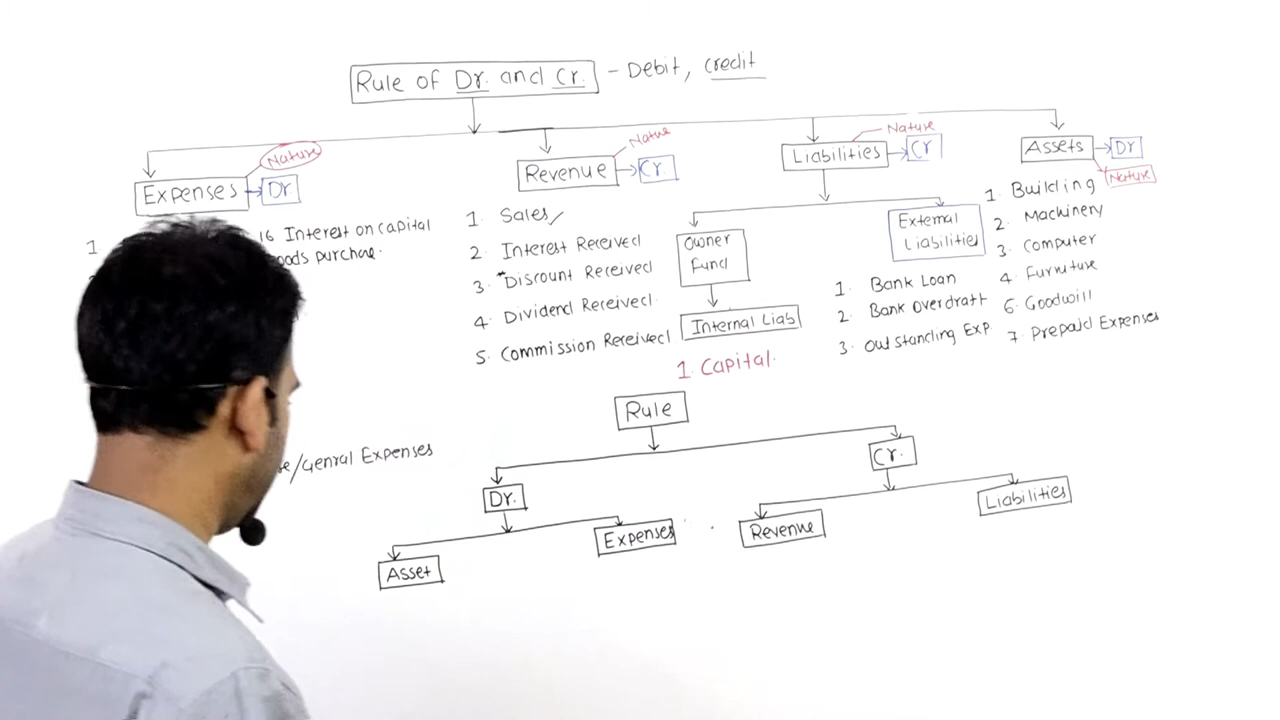 Rule of Dr. and Cr. - Debit, credit
Nature
Expenses → Dr
1
16 Interest on capital
oods purchase.
se/Genral Expenses
Nature
Revenue → Cr.
1. Sales
2. Interest Received
3. Discount Received
4. Dividend Received
5. Commission Received
Nature
Liabilities → Cr
Owner
Fund
Internal Liab
1. Capital.
External
Liabilities
1. Bank Loan
2. Bank Overdraft
3. Outstanding Exp.
Assets → Dr
Nature
1. Building
2. Machinery
3. Computer
4. Furniture
6. Goodwill
7. Prepaid Expenses
Rule
Dr.
Cr.
Asset
Expenses
Revenue
Liabilities